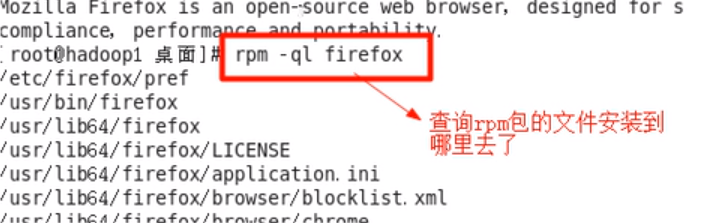 Mozilla Firefox is an open-source web browser, designed for s
compliance, performance and portability.
[root@hadoop1 桌面]# rpm -ql firefox
/etc/firefox/pref
/usr/bin/firefox
/usr/lib64/firefox
/usr/lib64/firefox/LICENSE
/usr/lib64/firefox/application.ini
/usr/lib64/firefox/browser/blocklist.xml
/usr/lib64/firefox/browser/chrome
查询rpm包的文件安装到
哪里去了